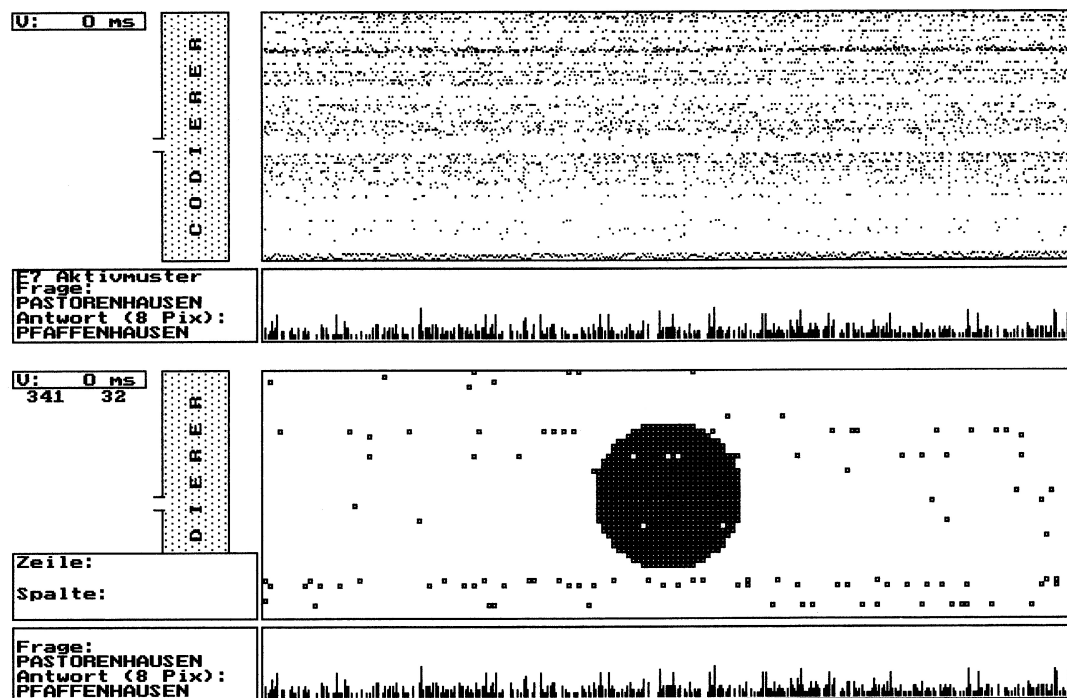 V: 0 ms
CODIERER
E7 Aktivmuster
Frage:
PASTORENHAUSEN
Antwort (8 Pix):
PFAFFENHAUSEN
V: 0 ms
341 32
DIERER
Zeile:
Spalte:
Frage:
PASTORENHAUSEN
Antwort (8 Pix):
PFAFFENHAUSEN